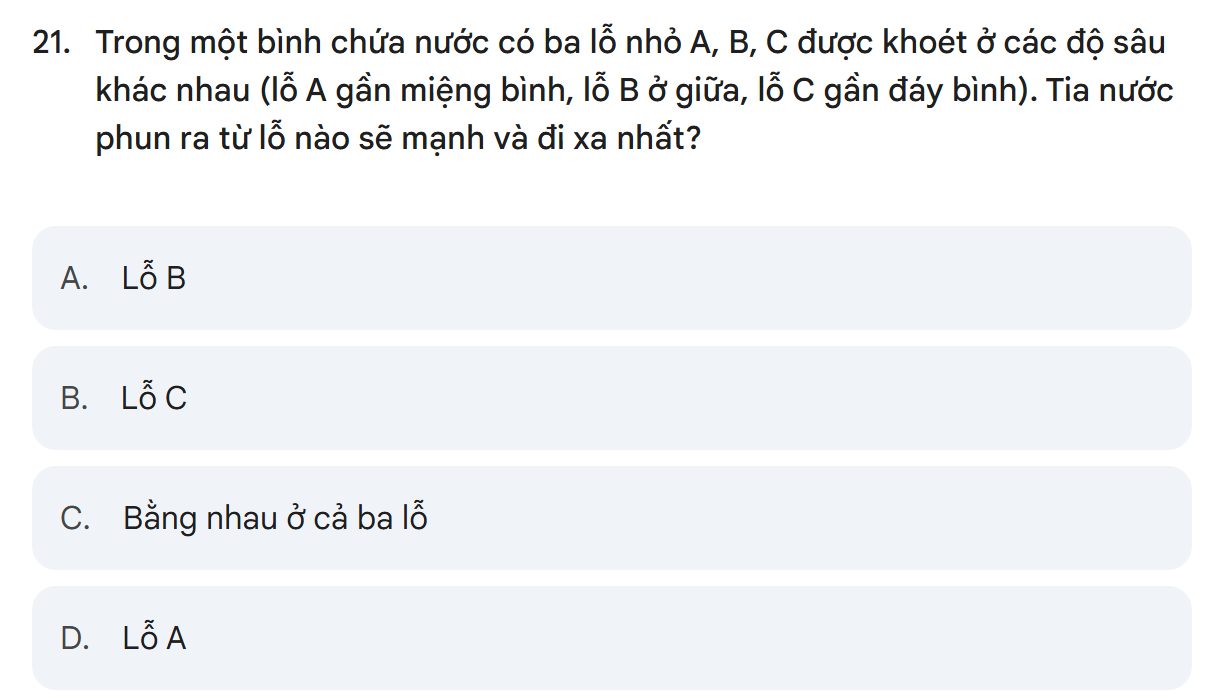 21. Trong một bình chứa nước có ba lỗ nhỏ A, B, C được khoét ở các độ sâu
khác nhau (lỗ A gần miệng bình, lỗ B ở giữa, lỗ C gần đáy bình). Tia nước
phun ra từ lỗ nào sẽ mạnh và đi xa nhất?
A. Lỗ B
B. Lỗ C
C. Bằng nhau ở cả ba lỗ
D. Lỗ A